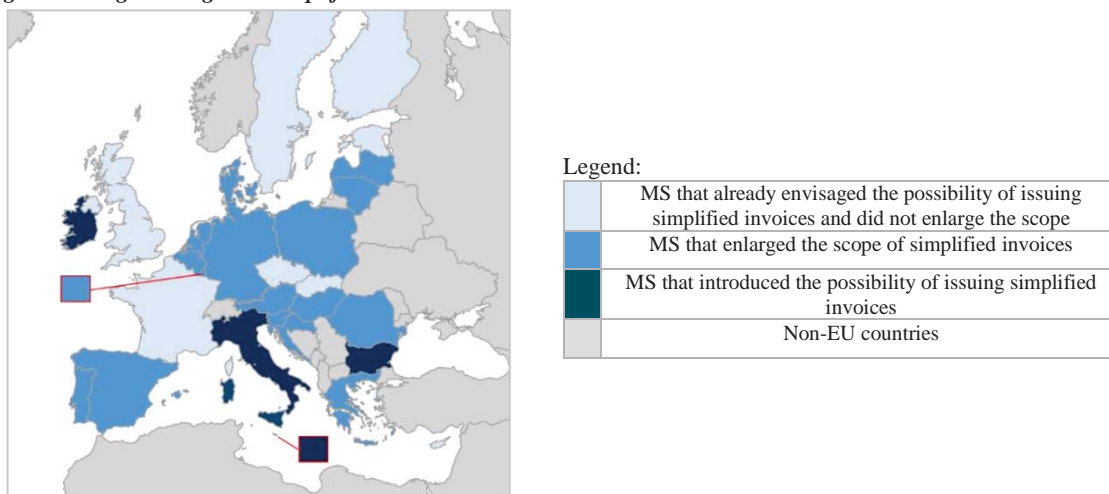 Legend:
MS that already envisaged the possibility of issuing
simplified invoices and did not enlarge the scope
MS that enlarged the scope of simplified invoices
MS that introduced the possibility of issuing simplified
invoices
Non-EU countries